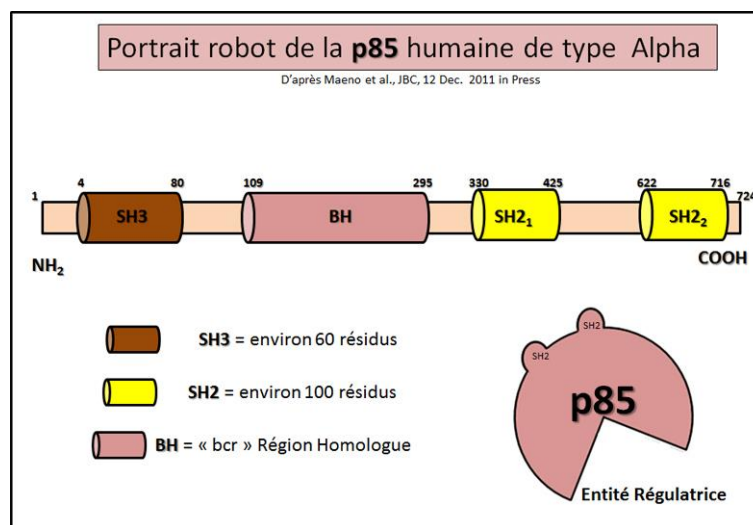 Portrait robot de la p85 humaine de type Alpha
D'après Maeno et al., JBC, 12 Dec. 2011 in Press
1 4 80 109 295 330 425 622 716 724
SH3 BH SH2₁ SH2₂
NH₂ COOH
SH3 = environ 60 résidus
SH2 = environ 100 résidus
BH = « bcr » Région Homologue
SH2
SH2
p85
Entité Régulatrice